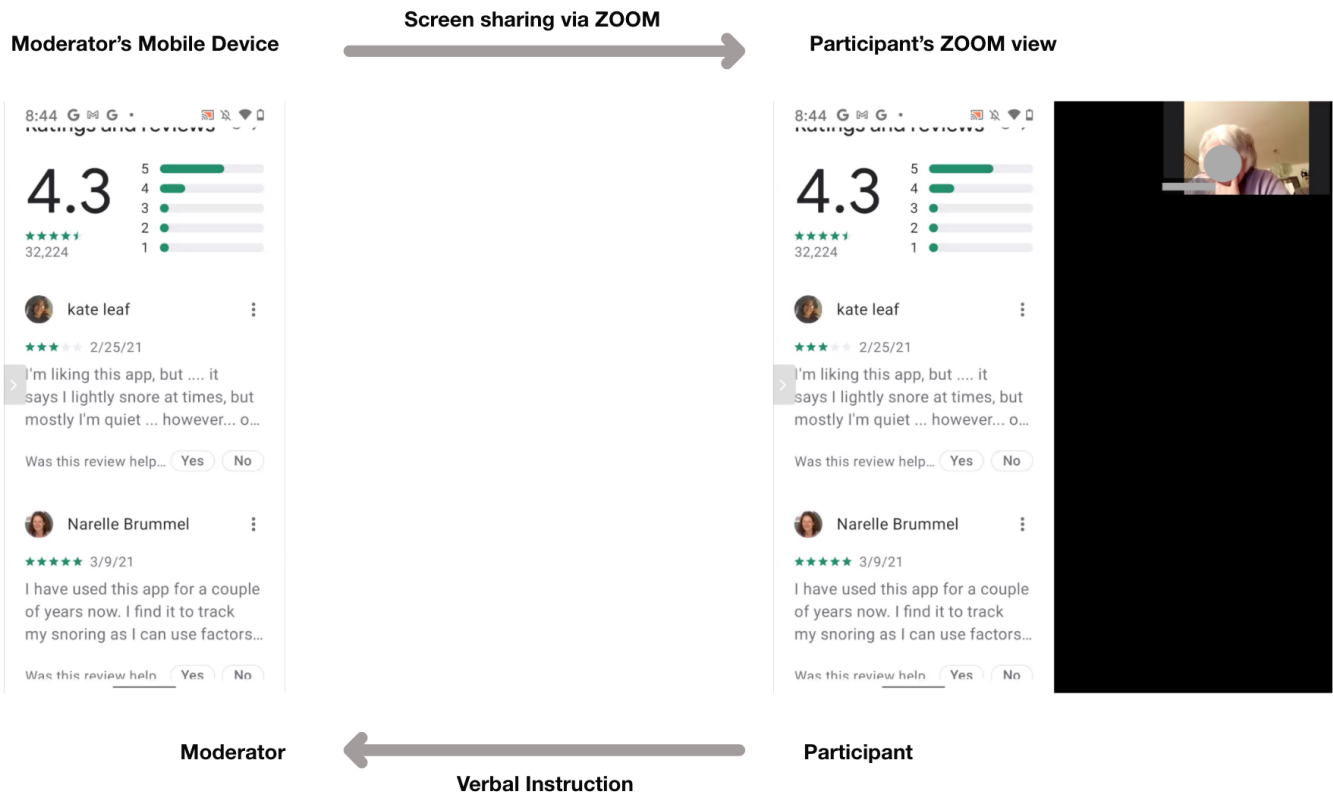 Screen sharing via ZOOM
Moderator's Mobile Device
Participant's ZOOM view
8:44 G M G •
Ratings and reviews
4.3
5
4
3
2
1
32,224
kate leaf
2/25/21
I'm liking this app, but .... it
says I lightly snore at times, but
mostly I'm quiet ... however... o...
Was this review help... Yes No
Narelle Brummel
3/9/21
I have used this app for a couple
of years now. I find it to track
my snoring as I can use factors...
Was this review help Yes No
8:44 G M G •
Ratings and reviews
4.3
5
4
3
2
1
32,224
kate leaf
2/25/21
I'm liking this app, but .... it
says I lightly snore at times, but
mostly I'm quiet ... however... o...
Was this review help... Yes No
Narelle Brummel
3/9/21
I have used this app for a couple
of years now. I find it to track
my snoring as I can use factors...
Was this review help Yes No
Moderator
Participant
Verbal Instruction